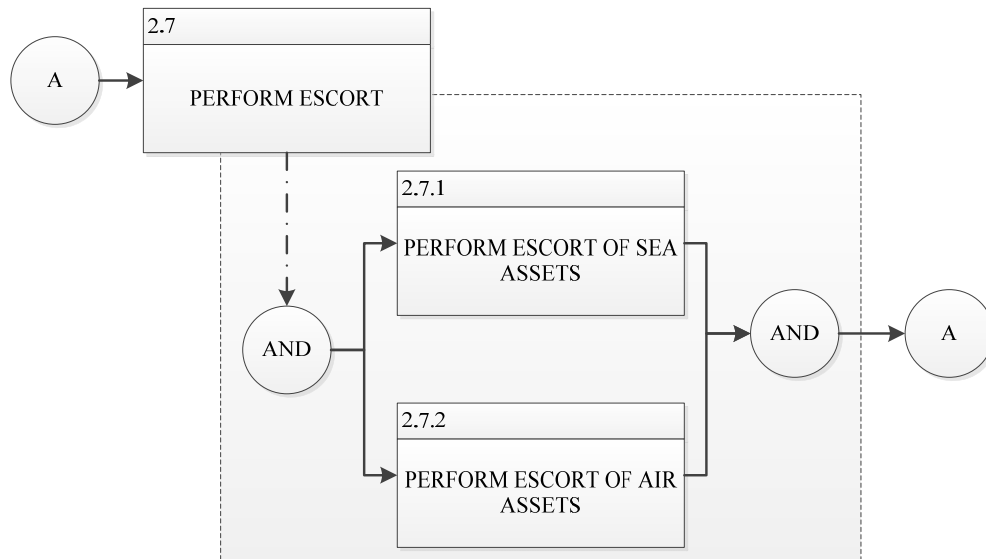 2.7
A
PERFORM ESCORT
2.7.1
PERFORM ESCORT OF SEA
ASSETS
AND
AND
A
2.7.2
PERFORM ESCORT OF AIR
ASSETS